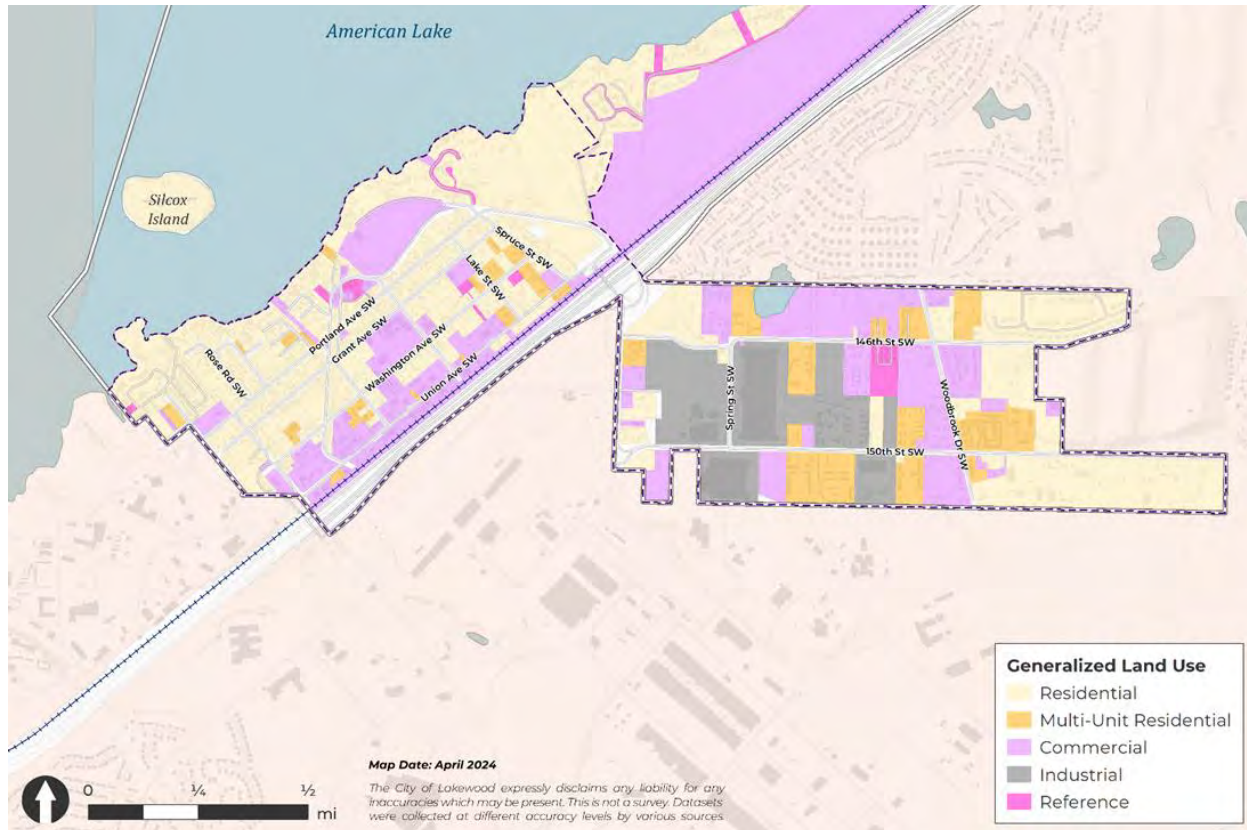 American Lake
Silcox
Island
Spruce St SW
Lake St SW
Portland Ave SW
Grant Ave SW
Washington Ave SW
Union Ave SW
Rose Rd SW
146th St SW
Spring St SW
Woodbrook Dr SW
150th St SW
Generalized Land Use
Residential
Multi-Unit Residential
Commercial
Industrial
Reference
0 ¼ ½
mi
Map Date: April 2024
The City of Lakewood expressly disclaims any liability for any
inaccuracies which may be present. This is not a survey. Datasets
were collected at different accuracy levels by various sources.